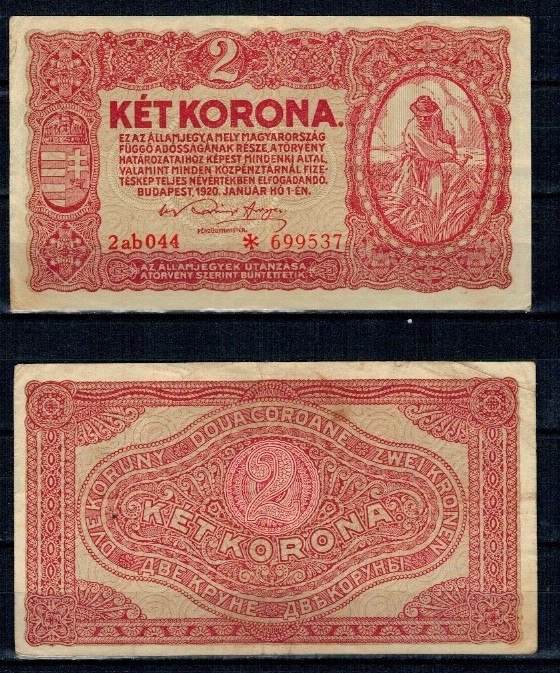 2
KÉT KORONA.
EZ AZ ÁLLAMJEGY, A MELY MAGYARORSZÁG
FÜGGŐ ADÓSSÁGÁNAK RÉSZE, A TÖRVÉNY
HATÁROZATAIHOZ KÉPEST MINDENKI ÁLTAL,
VALAMINT MINDEN KÖZPÉNZTÁRNÁL FIZE-
TÉSKÉP TELJES NÉVÉRTÉKBEN ELFOGADANDÓ.
BUDAPEST, 1920. JANUÁR HÓ 1-ÉN.
PÉNZÜGYMINISTER.
2ab044 * 699537
AZ ÁLLAMJEGYEK UTÁNZÁSA
A TÖRVÉNY SZERINT BÜNTETTETIK.
DVE KORUNY DOUA COROANE ZWEI KRONEN
2
KÉT KORONA.
ДВЕ КРУНЕ ДВѢ КОРУНЫ